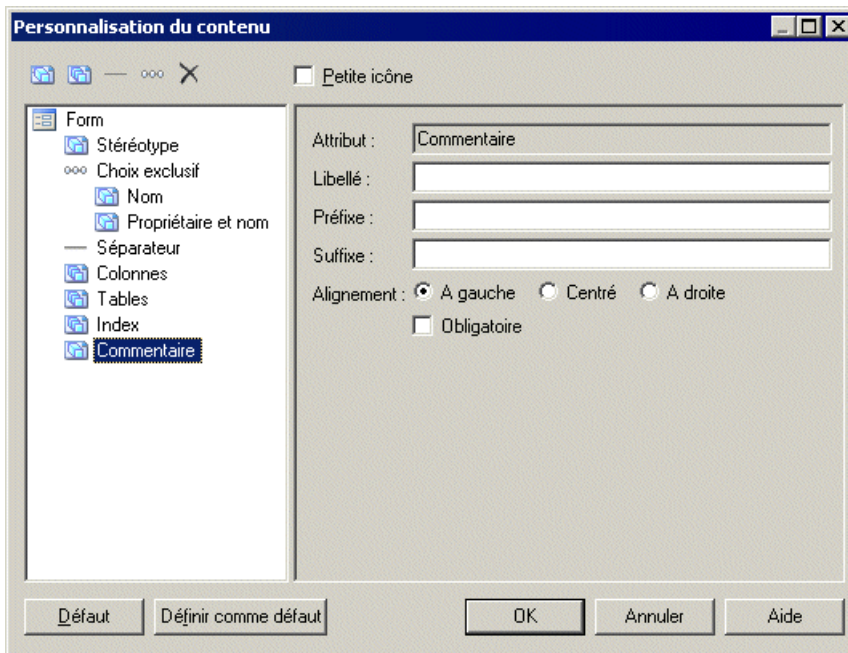 Personnalisation du contenu
Petite icône
Form
Stéréotype
Choix exclusif
Nom
Propriétaire et nom
Séparateur
Colonnes
Tables
Index
Commentaire
Attribut : Commentaire
Libellé :
Préfixe :
Suffixe :
Alignement : A gauche Centré A droite
Obligatoire
Défaut Définir comme défaut OK Annuler Aide